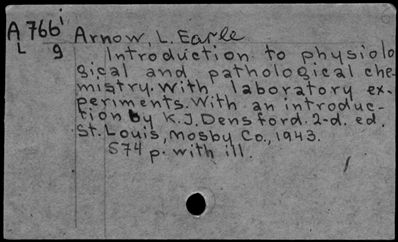 A766i Arnow, L. Earle
L 9 Introduction to physiolo
gical and pathological che-
mistry. With laboratory ex-
periments. With an introduc-
tion by K. J. Densford. 2-d. ed.
St. Louis, Mosby Co., 1943.
574 p. with ill.